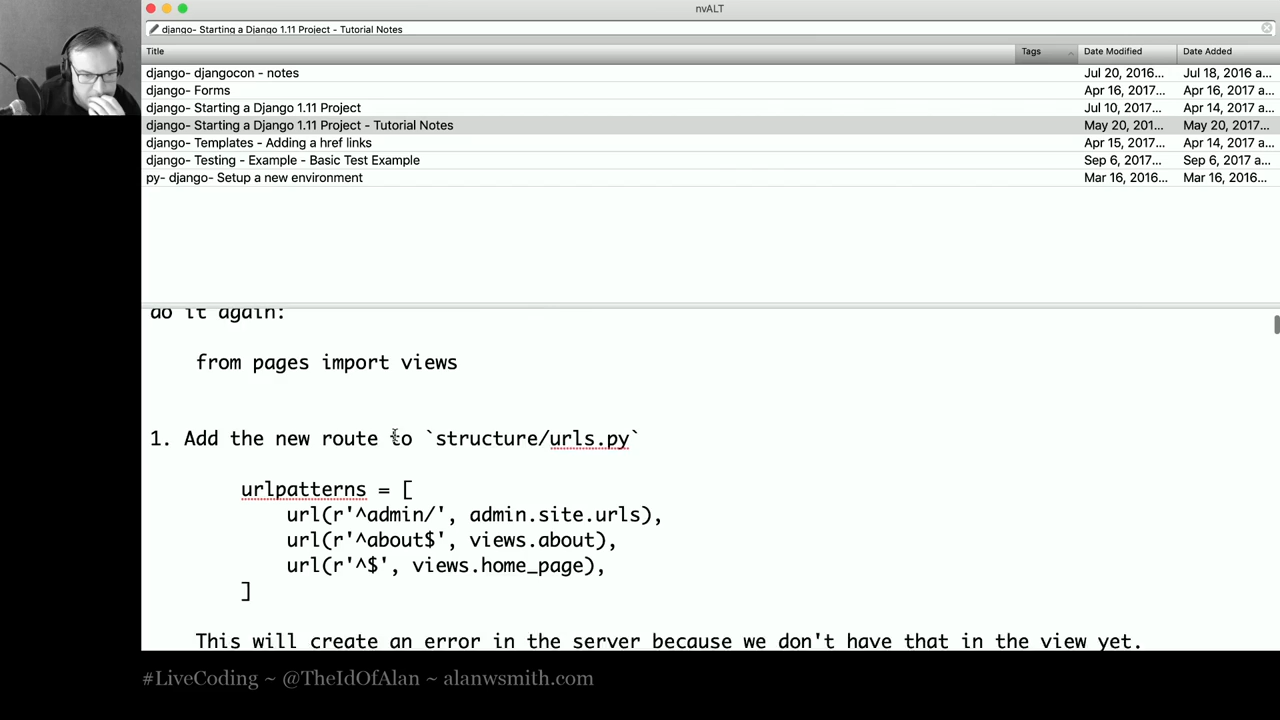 nvALT
django- Starting a Django 1.11 Project - Tutorial Notes
Title Tags Date Modified Date Added
django- djangocon - notes Jul 20, 2016... Jul 18, 2016 a...
django- Forms Apr 16, 2017... Apr 16, 2017 a...
django- Starting a Django 1.11 Project Jul 10, 2017... Apr 14, 2017 a...
django- Starting a Django 1.11 Project - Tutorial Notes May 20, 201... May 20, 2017...
django- Templates - Adding a href links Apr 15, 2017... Apr 14, 2017 a...
django- Testing - Example - Basic Test Example Sep 6, 2017... Sep 6, 2017 a...
py- django- Setup a new environment Mar 16, 2016... Mar 16, 2016...
do it again:
from pages import views
1. Add the new route to `structure/urls.py`
urlpatterns = [
url(r'^admin/', admin.site.urls),
url(r'^about$', views.about),
url(r'^$', views.home_page),
]
This will create an error in the server because we don't have that in the view yet.
#LiveCoding ~ @TheIdOfAlan ~ alanwsmith.com